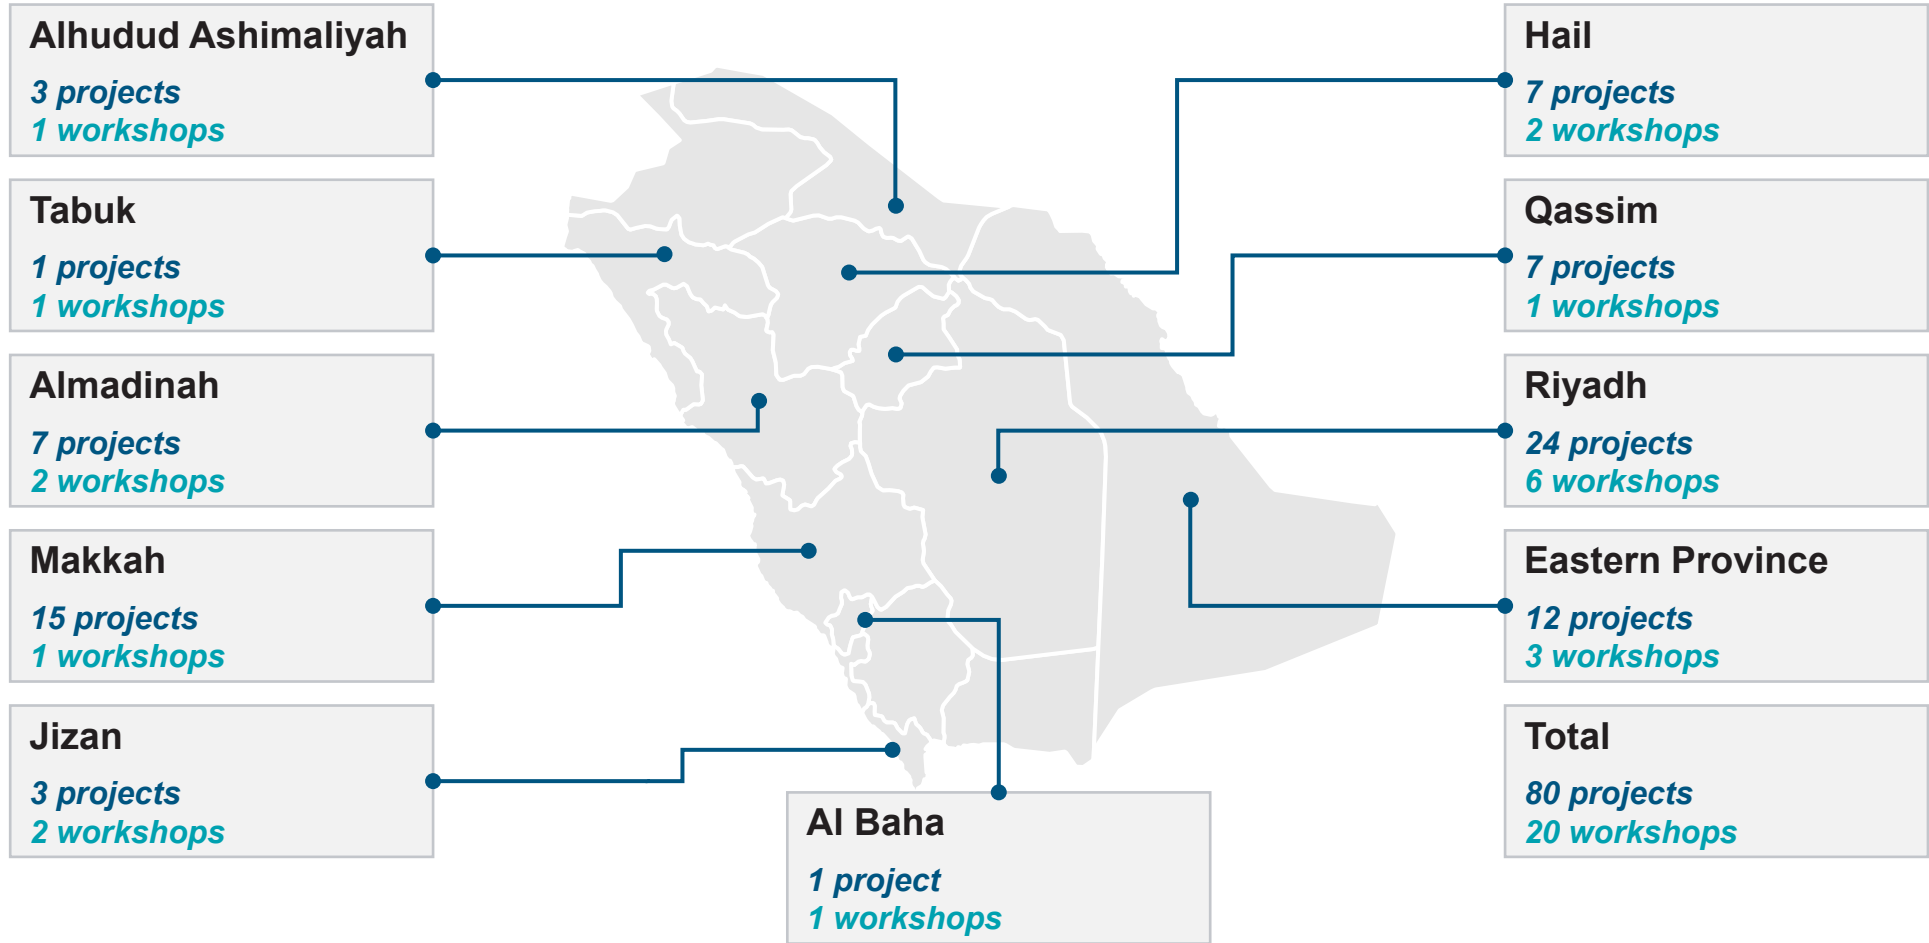 Alhudud Ashimaliyah
3 projects
1 workshops
Tabuk
1 projects
1 workshops
Almadinah
7 projects
2 workshops
Makkah
15 projects
1 workshops
Jizan
3 projects
2 workshops
Al Baha
1 project
1 workshops
Hail
7 projects
2 workshops
Qassim
7 projects
1 workshops
Riyadh
24 projects
6 workshops
Eastern Province
12 projects
3 workshops
Total
80 projects
20 workshops